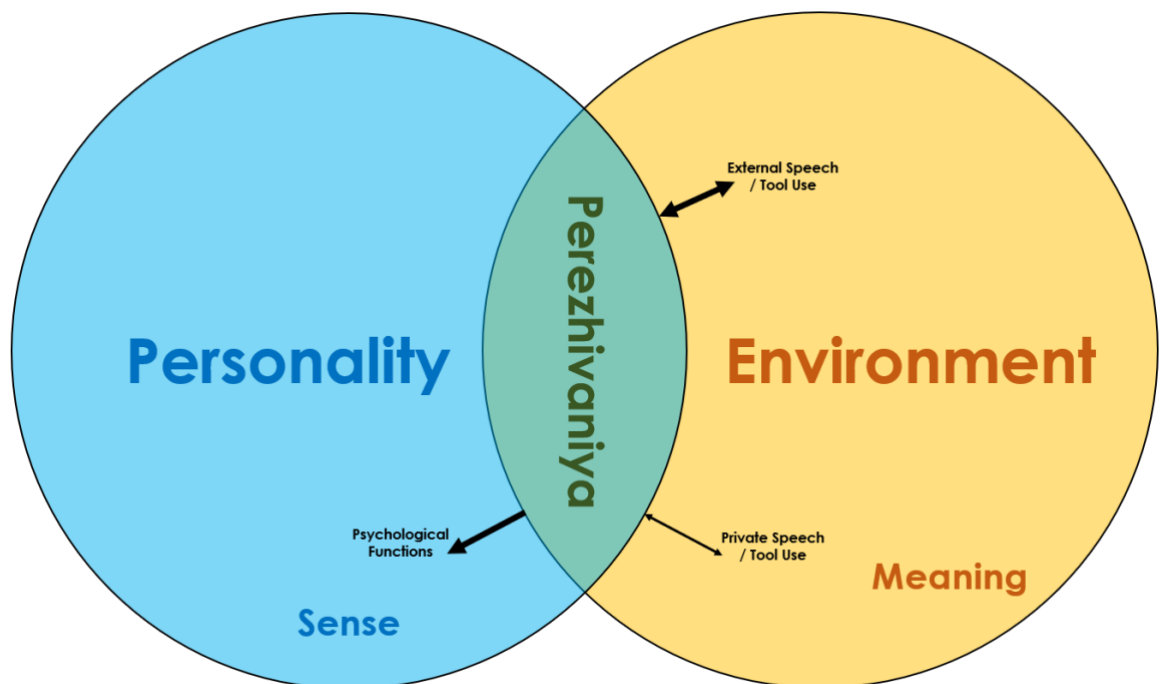 External Speech
/ Tool Use
Perezhivaniya
Personality
Environment
Psychological
Functions
Private Speech
/ Tool Use
Meaning
Sense